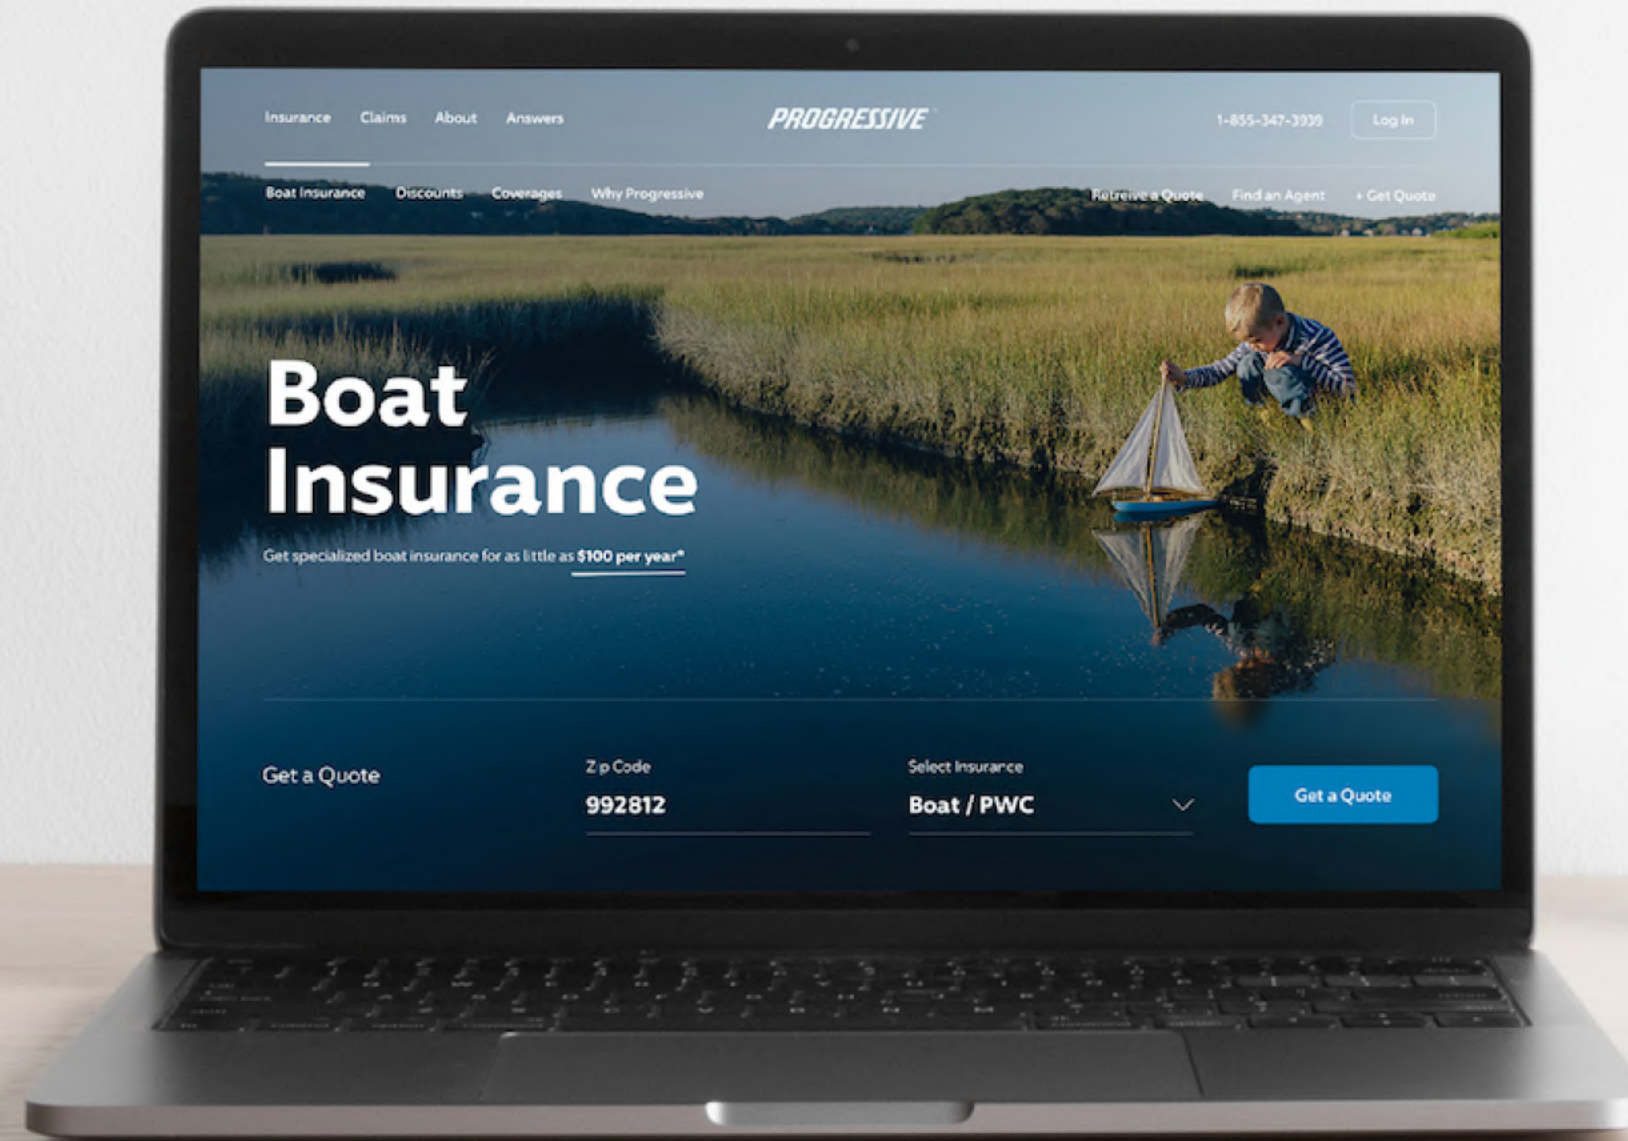 Insurance Claims About Answers
PROGRESSIVE
1-855-347-3939
Log In
Boat Insurance Discounts Coverages Why Progressive
Retreive a Quote Find an Agent + Get Quote
Boat
Insurance
Get specialized boat insurance for as little as $100 per year*
Get a Quote
Zip Code
992812
Select Insurance
Boat / PWC
Get a Quote